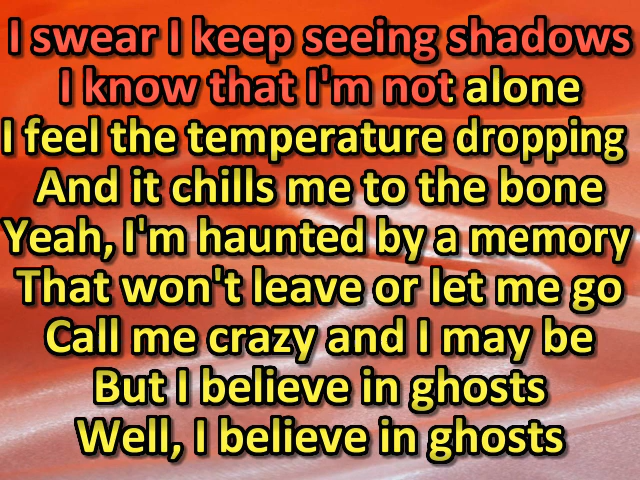 I swear I keep seeing shadows
I know that I'm not alone
I feel the temperature dropping
And it chills me to the bone
Yeah, I'm haunted by a memory
That won't leave or let me go
Call me crazy and I may be
But I believe in ghosts
Well, I believe in ghosts